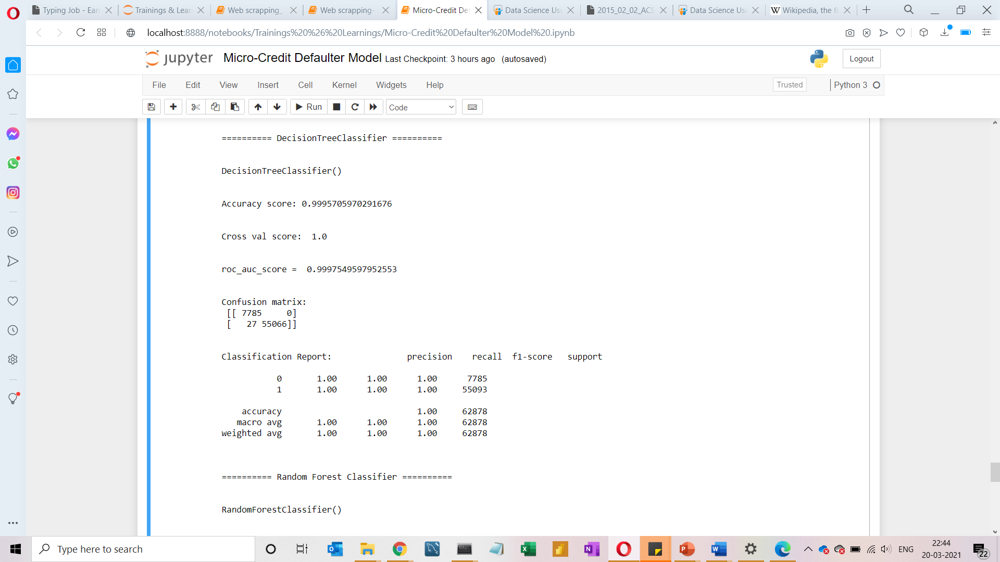 Typing Job - Ear
Trainings & Lear
Web scrapping_
Web scrapping-
Micro-Credit Def
Data Science Use
2015_02_02_ACS
Data Science Use
W Wikipedia, the fr
localhost:8888/notebooks/Trainings%20%26%20Learnings/Micro-Credit%20Defaulter%20Model%20.ipynb
jupyter Micro-Credit Defaulter Model Last Checkpoint: 3 hours ago (autosaved)
Logout
File Edit View Insert Cell Kernel Widgets Help
Trusted
Python 3
Run
Code
========== DecisionTreeClassifier ==========
DecisionTreeClassifier()
Accuracy score: 0.9995705970291676
Cross val score:  1.0
roc_auc_score =  0.9997549597952553
Confusion matrix:
[[ 7785     0]
[   27 55066]]
Classification Report:               precision    recall  f1-score   support
0       1.00      1.00      1.00      7785
1       1.00      1.00      1.00     55093
accuracy                           1.00     62878
macro avg       1.00      1.00      1.00     62878
weighted avg       1.00      1.00      1.00     62878
========== Random Forest Classifier ==========
RandomForestClassifier()
Type here to search
ENG
22:44
20-03-2021
22